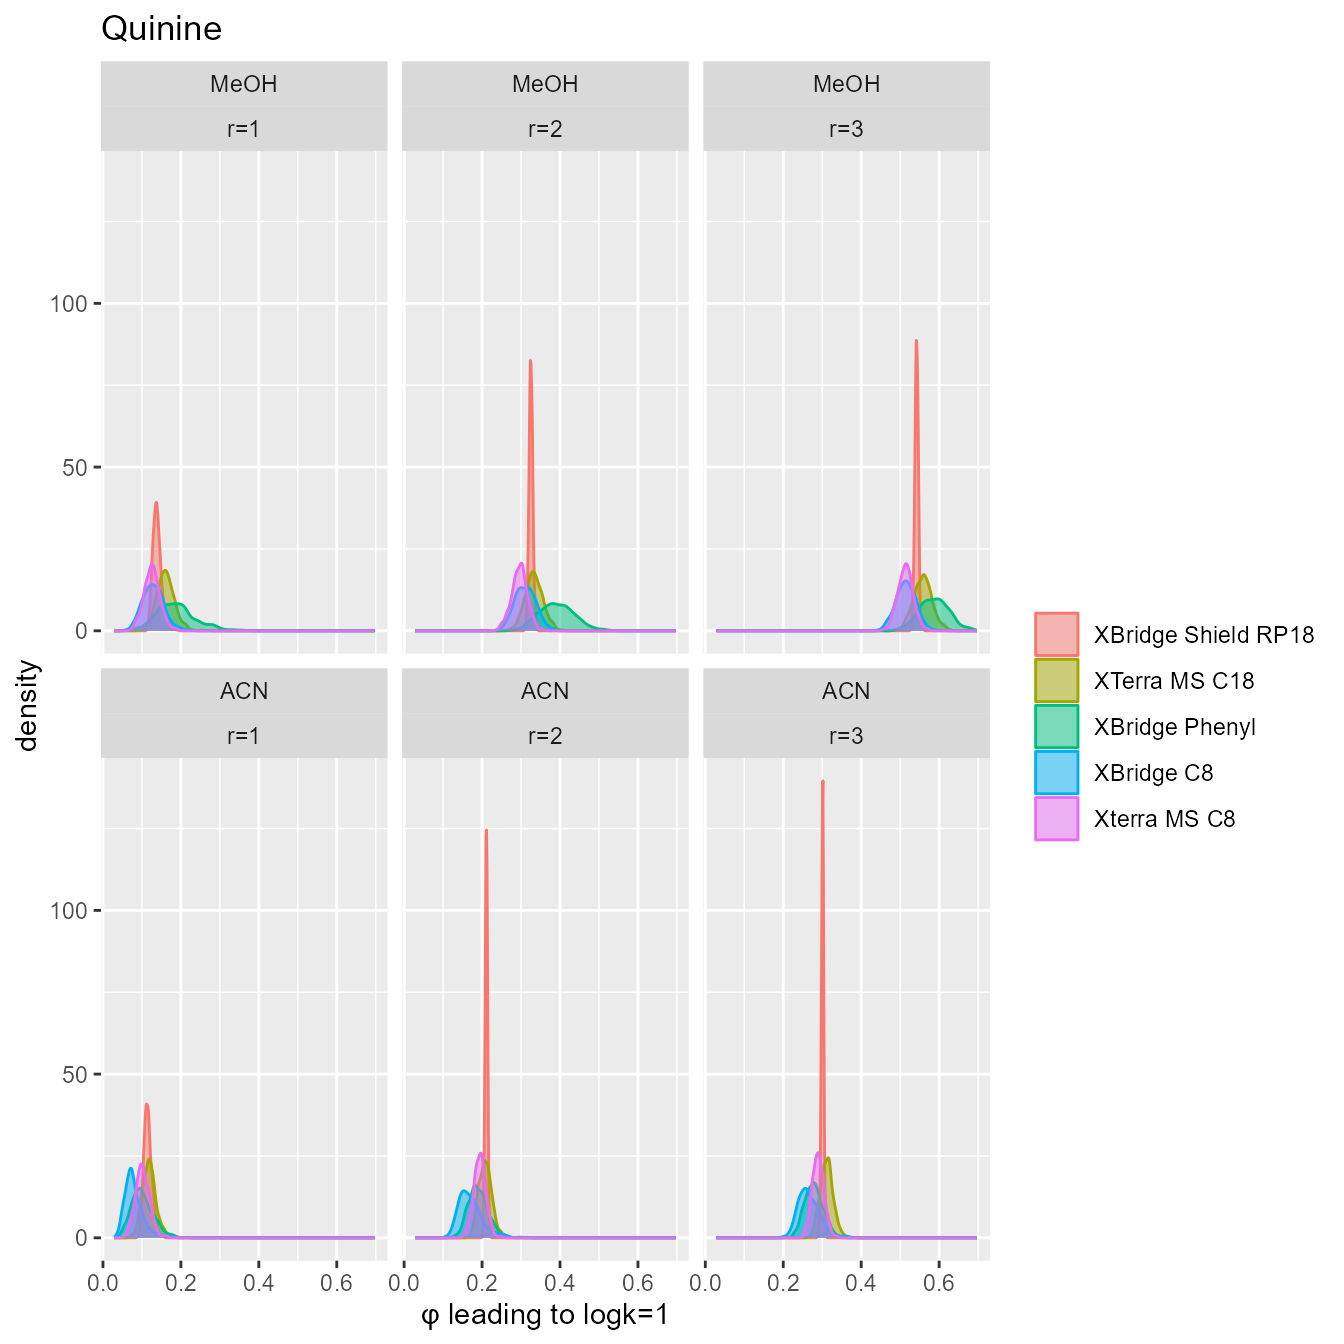 Quinine
MeOH
MeOH
MeOH
r=1
r=2
r=3
100
50
0
ACN
ACN
ACN
r=1
r=2
r=3
100
50
0
0.0
0.2
0.4
0.6
0.0
0.2
0.4
0.6
0.0
0.2
0.4
0.6
φ leading to logk=1
density
XBridge Shield RP18
XTerra MS C18
XBridge Phenyl
XBridge C8
Xterra MS C8